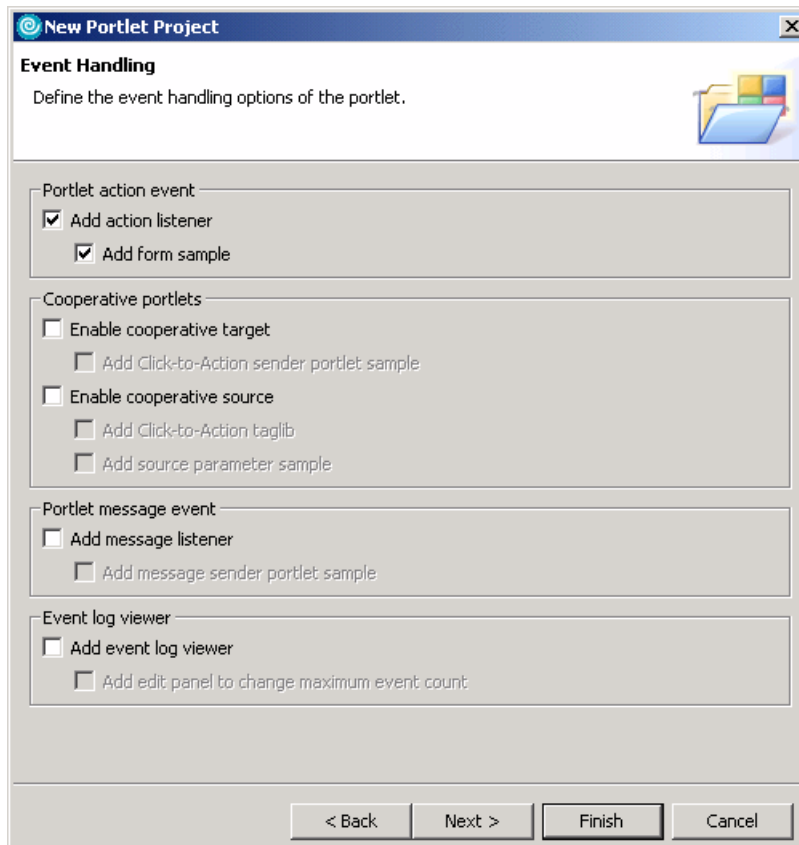 New Portlet Project
Event Handling
Define the event handling options of the portlet.
Portlet action event
Add action listener
Add form sample
Cooperative portlets
Enable cooperative target
Add Click-to-Action sender portlet sample
Enable cooperative source
Add Click-to-Action taglib
Add source parameter sample
Portlet message event
Add message listener
Add message sender portlet sample
Event log viewer
Add event log viewer
Add edit panel to change maximum event count
< Back Next > Finish Cancel